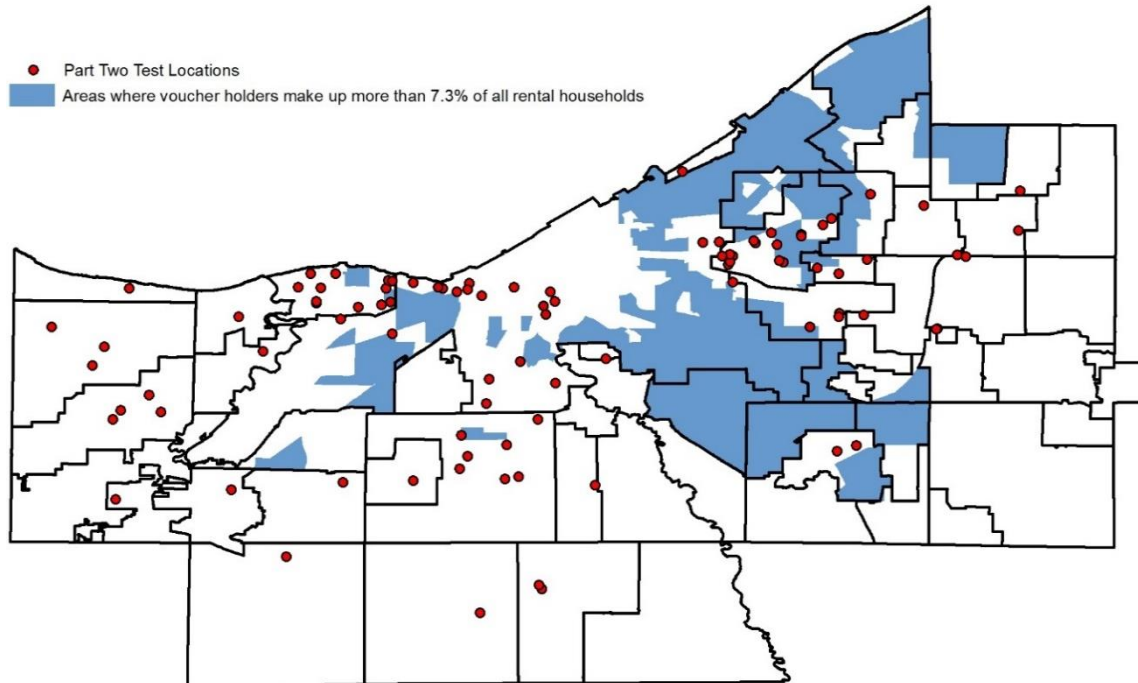 Part Two Test Locations
Areas where voucher holders make up more than 7.3% of all rental households